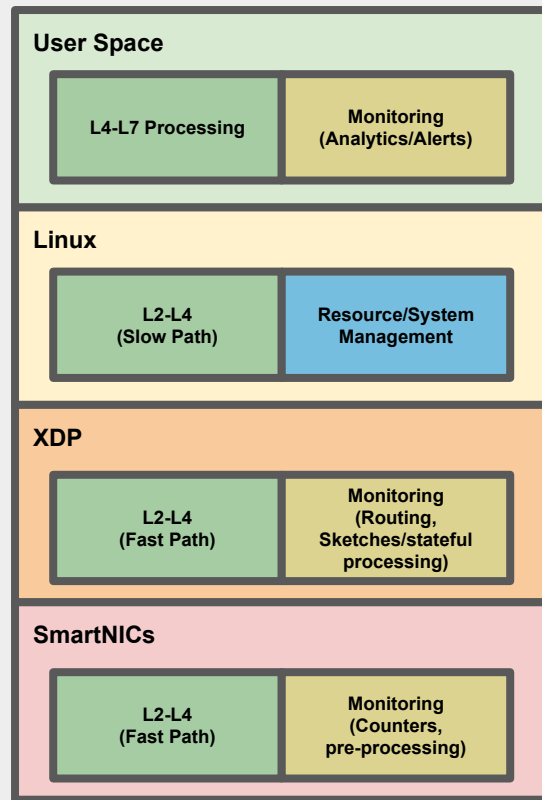 User Space
L4-L7 Processing
Monitoring
(Analytics/Alerts)
Linux
L2-L4
(Slow Path)
Resource/System
Management
XDP
L2-L4
(Fast Path)
Monitoring
(Routing,
Sketches/stateful
processing)
SmartNICs
L2-L4
(Fast Path)
Monitoring
(Counters,
pre-processing)